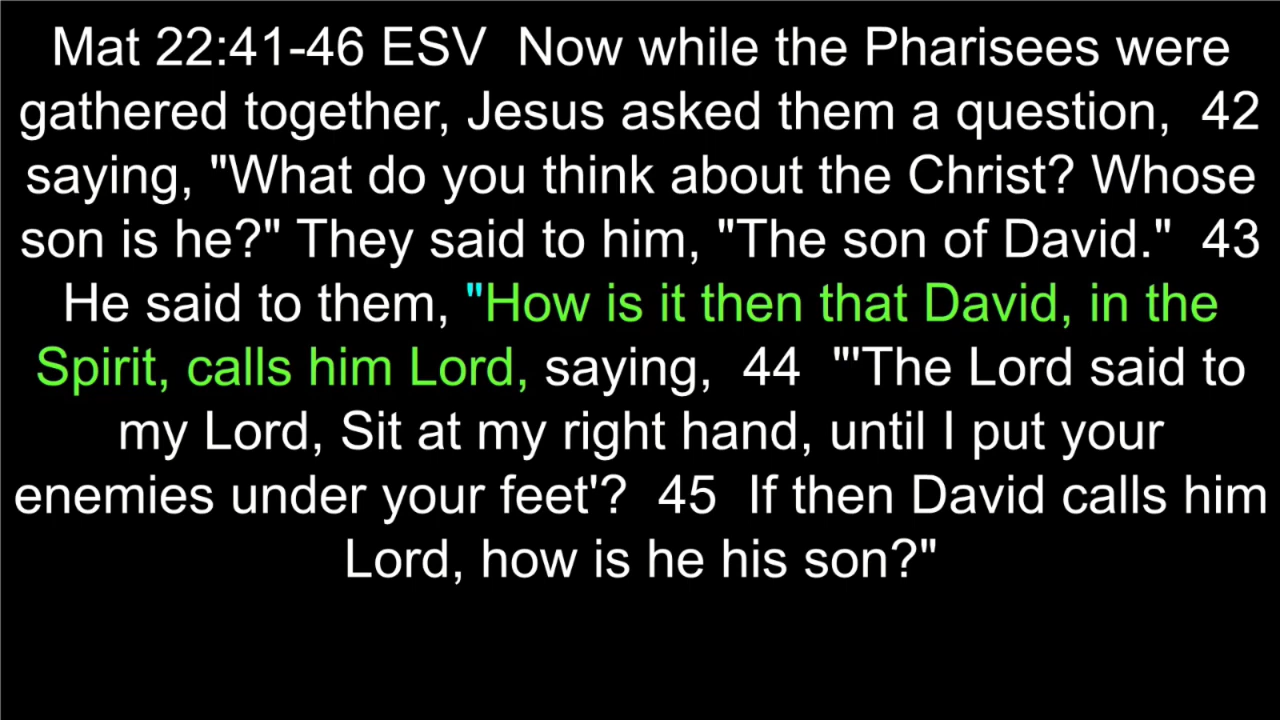 Mat 22:41-46 ESV  Now while the Pharisees were
gathered together, Jesus asked them a question,  42
saying, "What do you think about the Christ? Whose
son is he?" They said to him, "The son of David."  43
He said to them, "How is it then that David, in the
Spirit, calls him Lord, saying,  44  "'The Lord said to
my Lord, Sit at my right hand, until I put your
enemies under your feet'?  45  If then David calls him
Lord, how is he his son?"